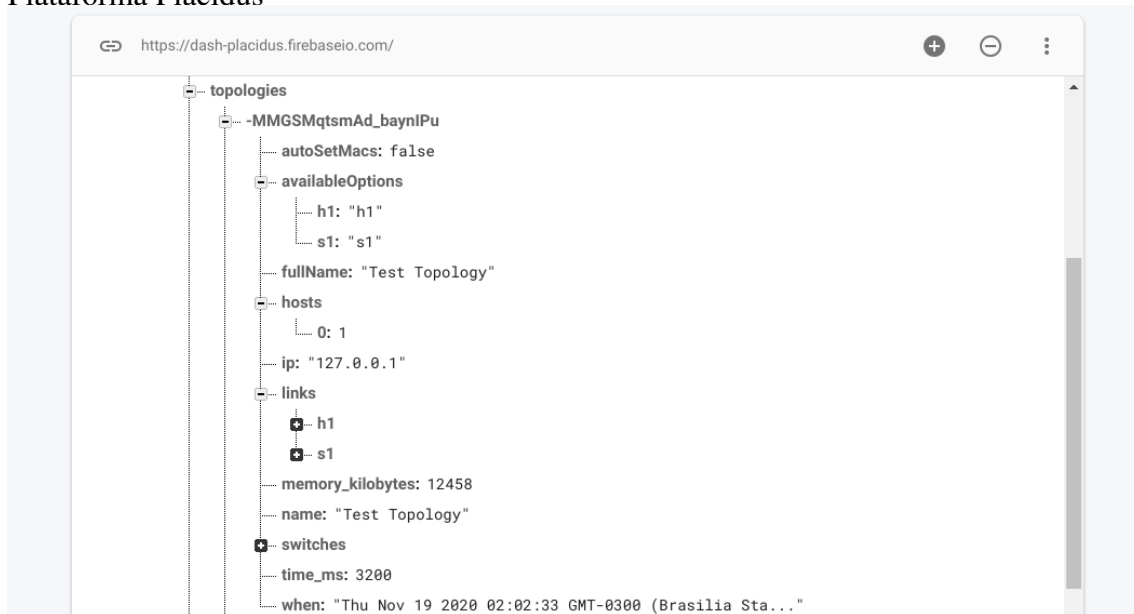 Plataforma Placidus
https://dash-placidus.firebaseio.com/
topologies
-MMGSMqtsmAd_baynIPu
autoSetMacs: false
availableOptions
h1: "h1"
s1: "s1"
fullName: "Test Topology"
hosts
0: 1
ip: "127.0.0.1"
links
h1
s1
memory_kilobytes: 12458
name: "Test Topology"
switches
time_ms: 3200
when: "Thu Nov 19 2020 02:02:33 GMT-0300 (Brasilia Sta..."